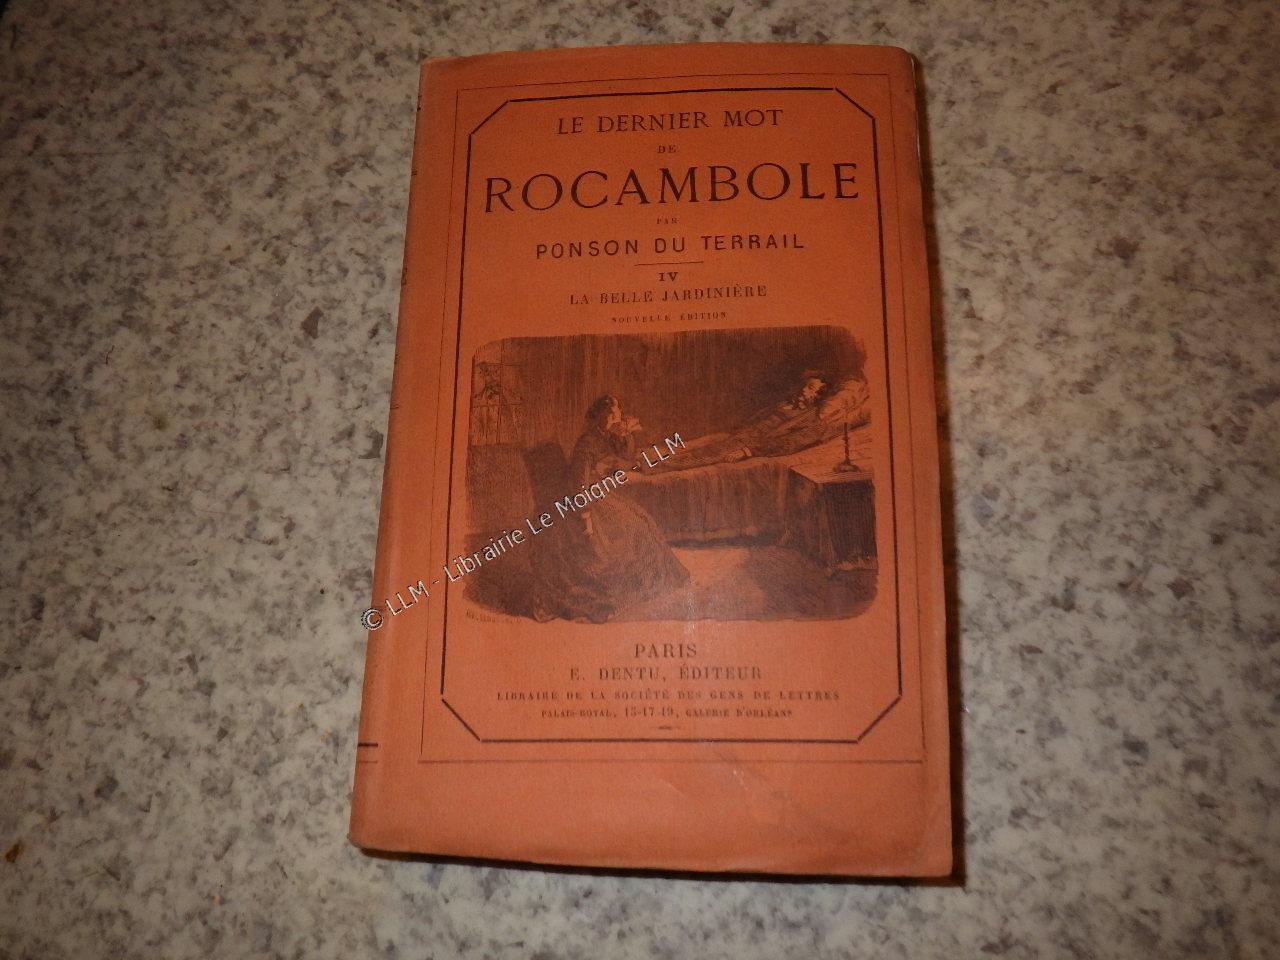 LE DERNIER MOT
DE
ROCAMBOLE
PAR
PONSON DU TERRAIL
IV
LA BELLE JARDINIÈRE
NOUVELLE ÉDITION
© LLM - Librairie Le Moigne - LLM
PARIS
E. DENTU, ÉDITEUR
LIBRAIRE DE LA SOCIÉTÉ DES GENS DE LETTRES
PALAIS-ROYAL, 15-17-19, GALERIE D'ORLÉANS